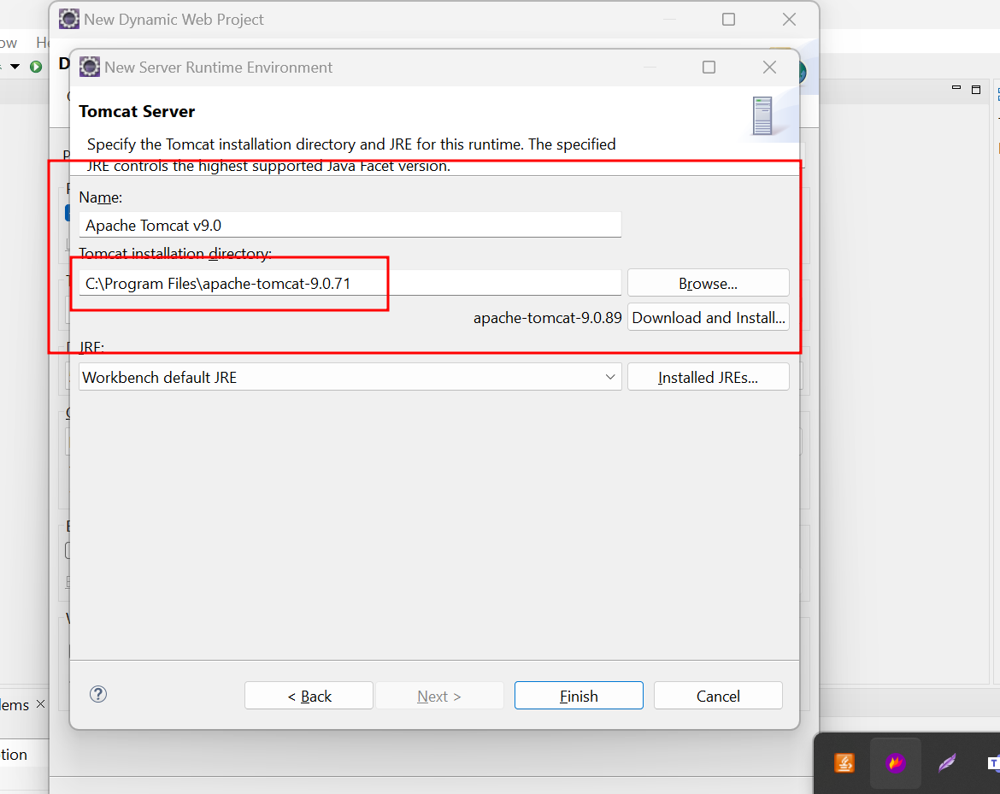 New Dynamic Web Project
ow
New Server Runtime Environment
Tomcat Server
Specify the Tomcat installation directory and JRE for this runtime. The specified
JRE controls the highest supported Java Facet version.
Name:
Apache Tomcat v9.0
Tomcat installation directory:
C:\Program Files\apache-tomcat-9.0.71
Browse...
apache-tomcat-9.0.89
Download and Install...
JRE:
Workbench default JRE
Installed JREs...
< Back
Next >
Finish
Cancel
lems
tion